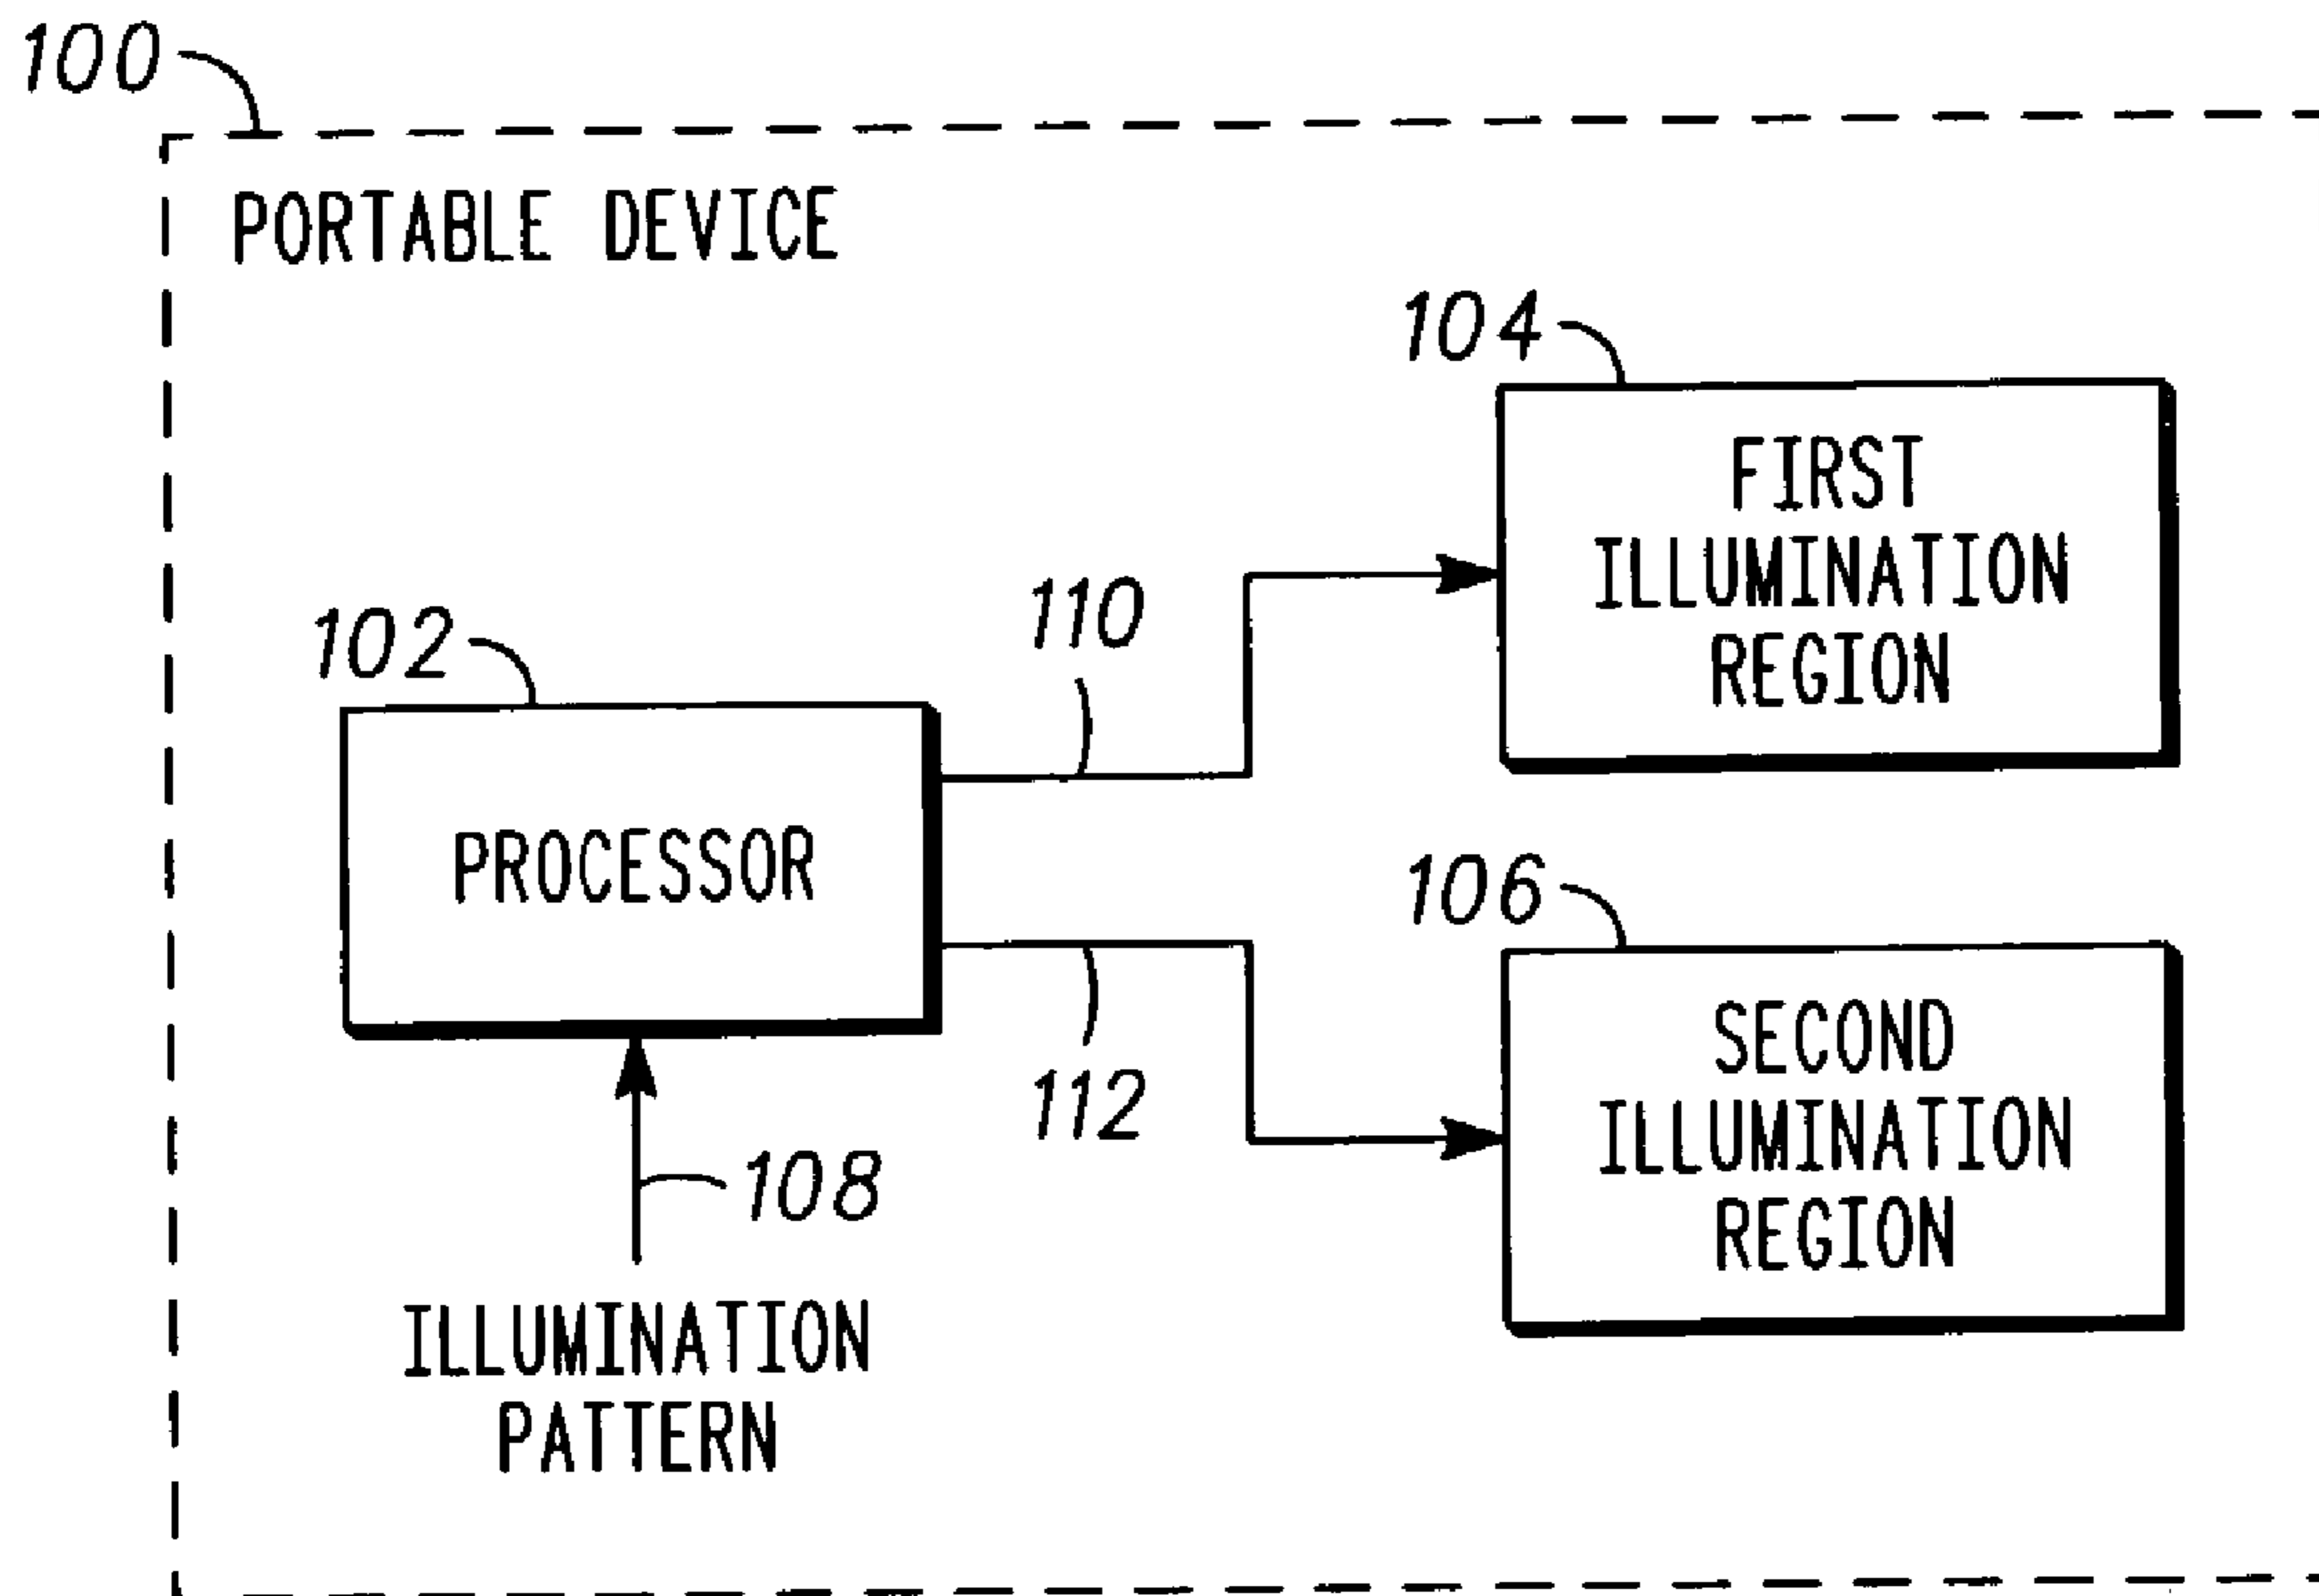 100
PORTABLE DEVICE
104
FIRST
ILLUMINATION
REGION
102
110
PROCESSOR
106
112
SECOND
ILLUMINATION
REGION
108
ILLUMINATION
PATTERN